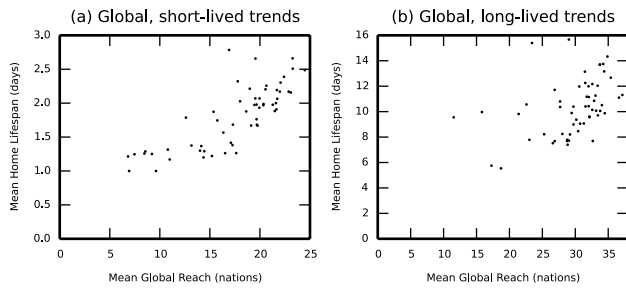 (a) Global, short-lived trends
3.0
2.5
2.0
1.5
1.0
0.5
0.0
0 5 10 15 20 25
Mean Home Lifespan (days)
Mean Global Reach (nations)
(b) Global, long-lived trends
16
14
12
10
8
6
4
2
0
0 5 10 15 20 25 30 35
Mean Home Lifespan (days)
Mean Global Reach (nations)